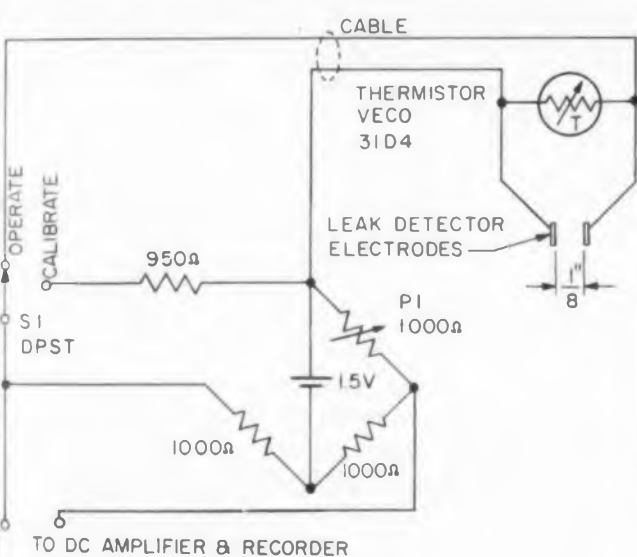 CABLE
THERMISTOR
VECO
31D4
T
OPERATE
CALIBRATE
LEAK DETECTOR
ELECTRODES
1"
8
950Ω
P1
1000Ω
S1
DPST
1.5V
1000Ω
1000Ω
TO DC AMPLIFIER & RECORDER